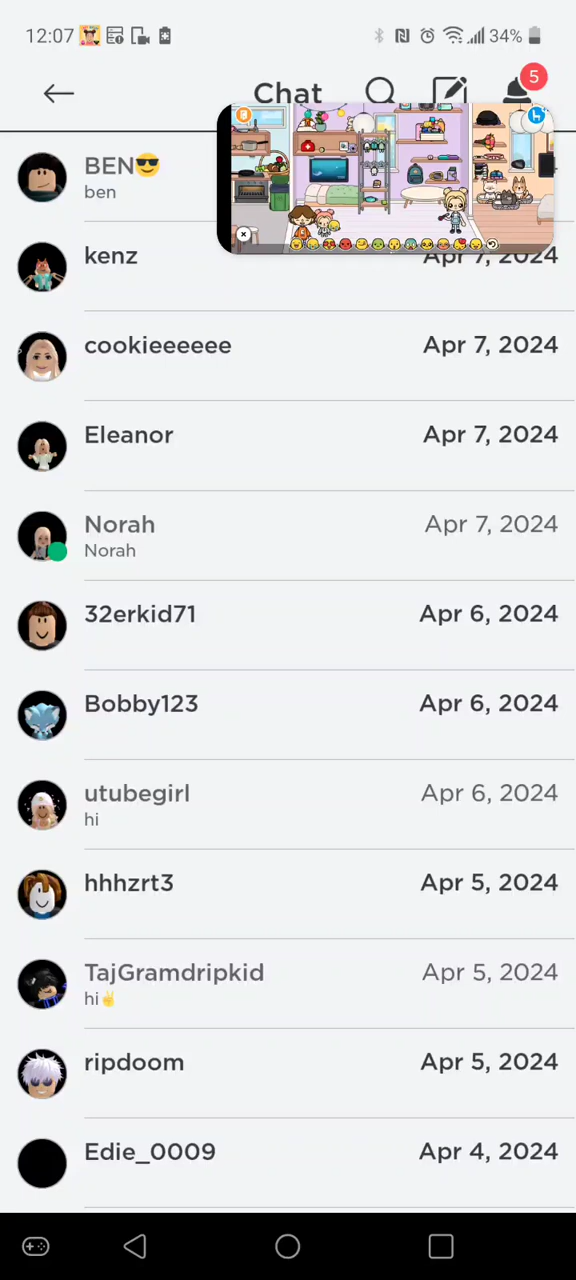 12:07
34%
Chat
5
BEN😎
ben
kenz
Apr 7, 2024
cookieeeeee
Apr 7, 2024
Eleanor
Apr 7, 2024
Norah
Apr 7, 2024
Norah
32erkid71
Apr 6, 2024
Bobby123
Apr 6, 2024
utubegirl
Apr 6, 2024
hi
hhhzrt3
Apr 5, 2024
TajGramdripkid
Apr 5, 2024
hi✌️
ripdoom
Apr 5, 2024
Edie_0009
Apr 4, 2024